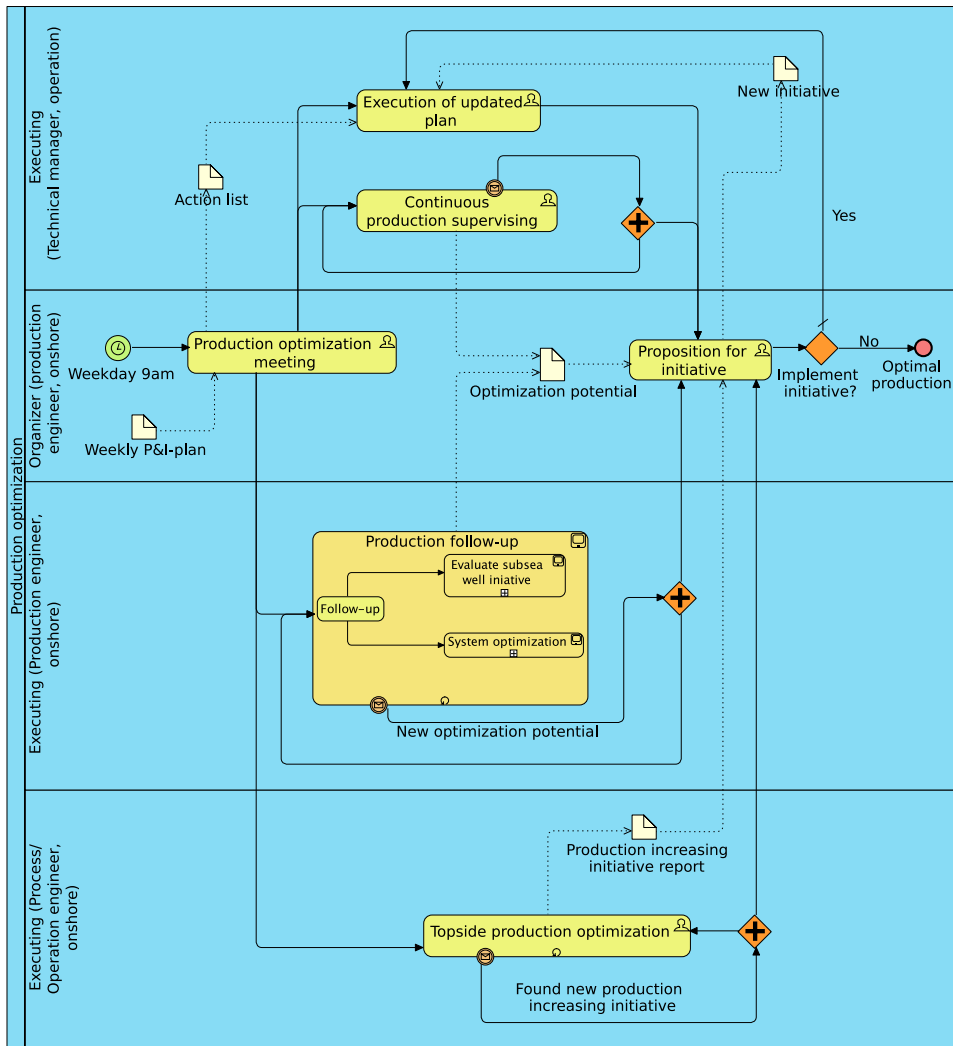 Production optimization
Executing
(Technical manager, operation)
New initiative
Execution of updated
plan
Action list
Continuous
production supervising
Yes
Organizer (production
engineer, onshore)
Weekday 9am
Production optimization
meeting
Weekly P&I-plan
Optimization potential
Proposition for
initiative
Implement
initiative?
No
Optimal
production
Executing (Production engineer,
onshore)
Production follow-up
Follow-up
Evaluate subsea
well iniative
System optimization
New optimization potential
Executing (Process/
Operation engineer,
onshore)
Production increasing
initiative report
Topside production optimization
Found new production
increasing initiative